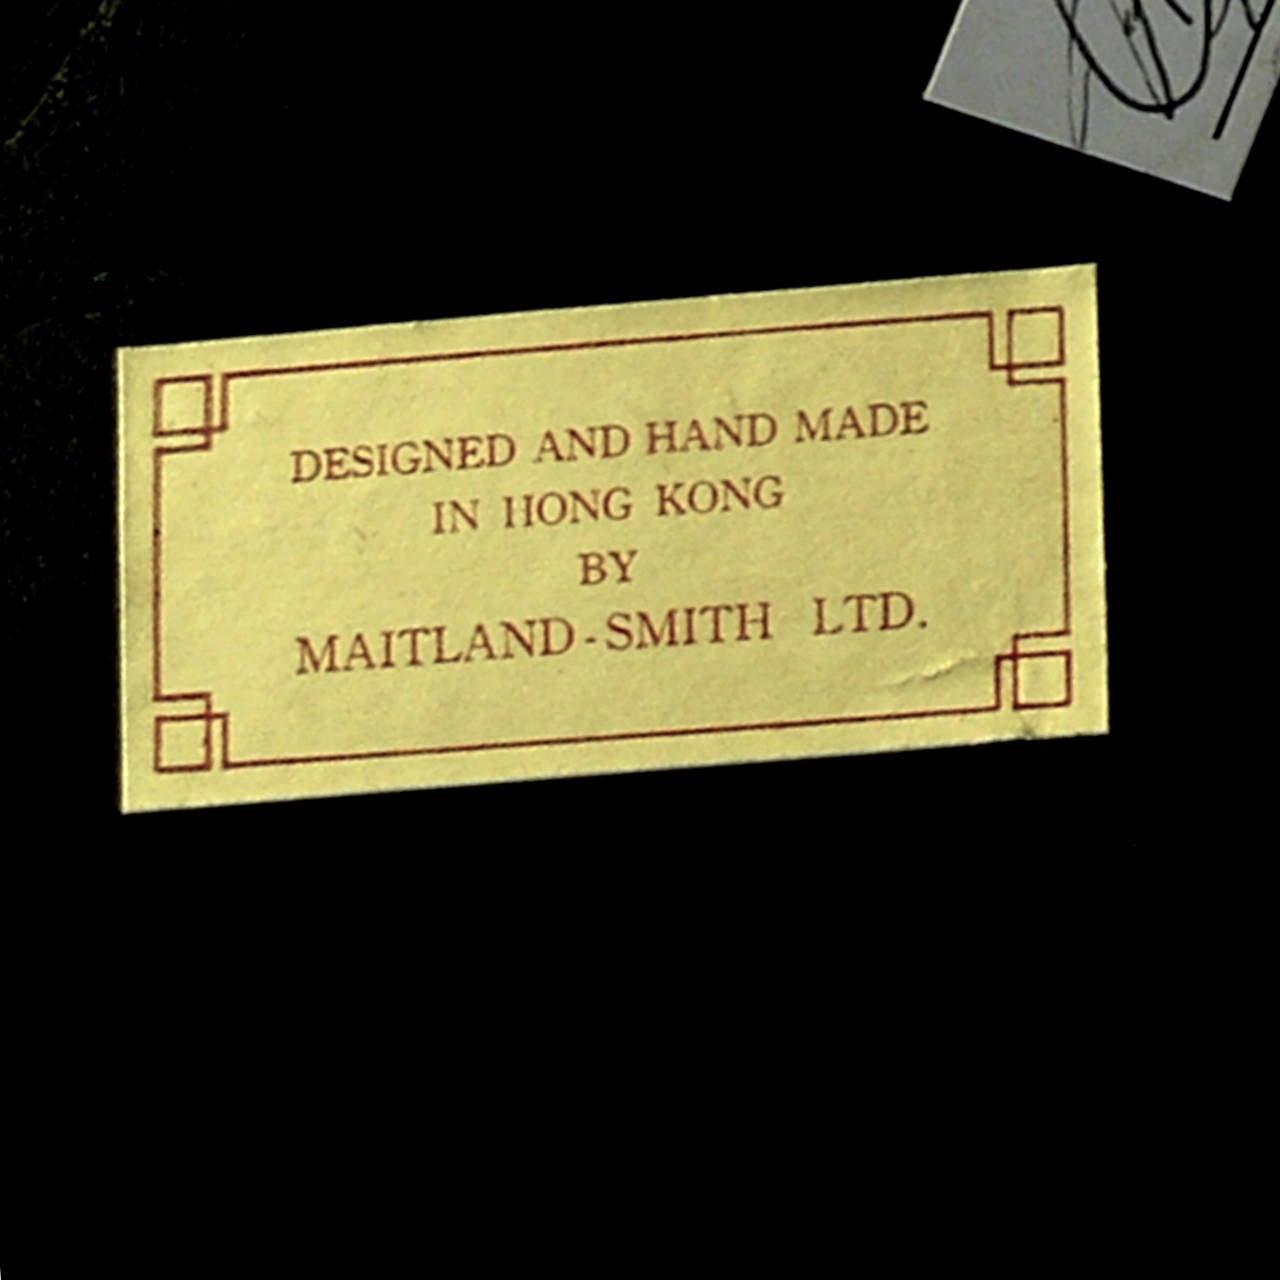 DESIGNED AND HAND MADE
IN HONG KONG
BY
MAITLAND-SMITH LTD.